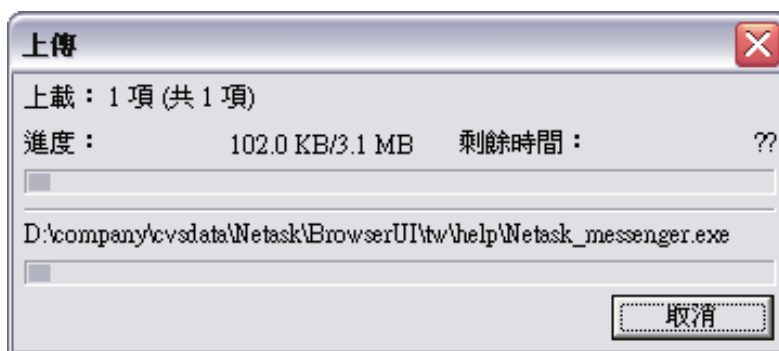 上傳
上載：1 項 (共 1 項)
進度： 102.0 KB/3.1 MB 剩餘時間： ??
D:\company\cvsdata\Netask\BrowserUI\tw\help\Netask_messenger.exe
取消